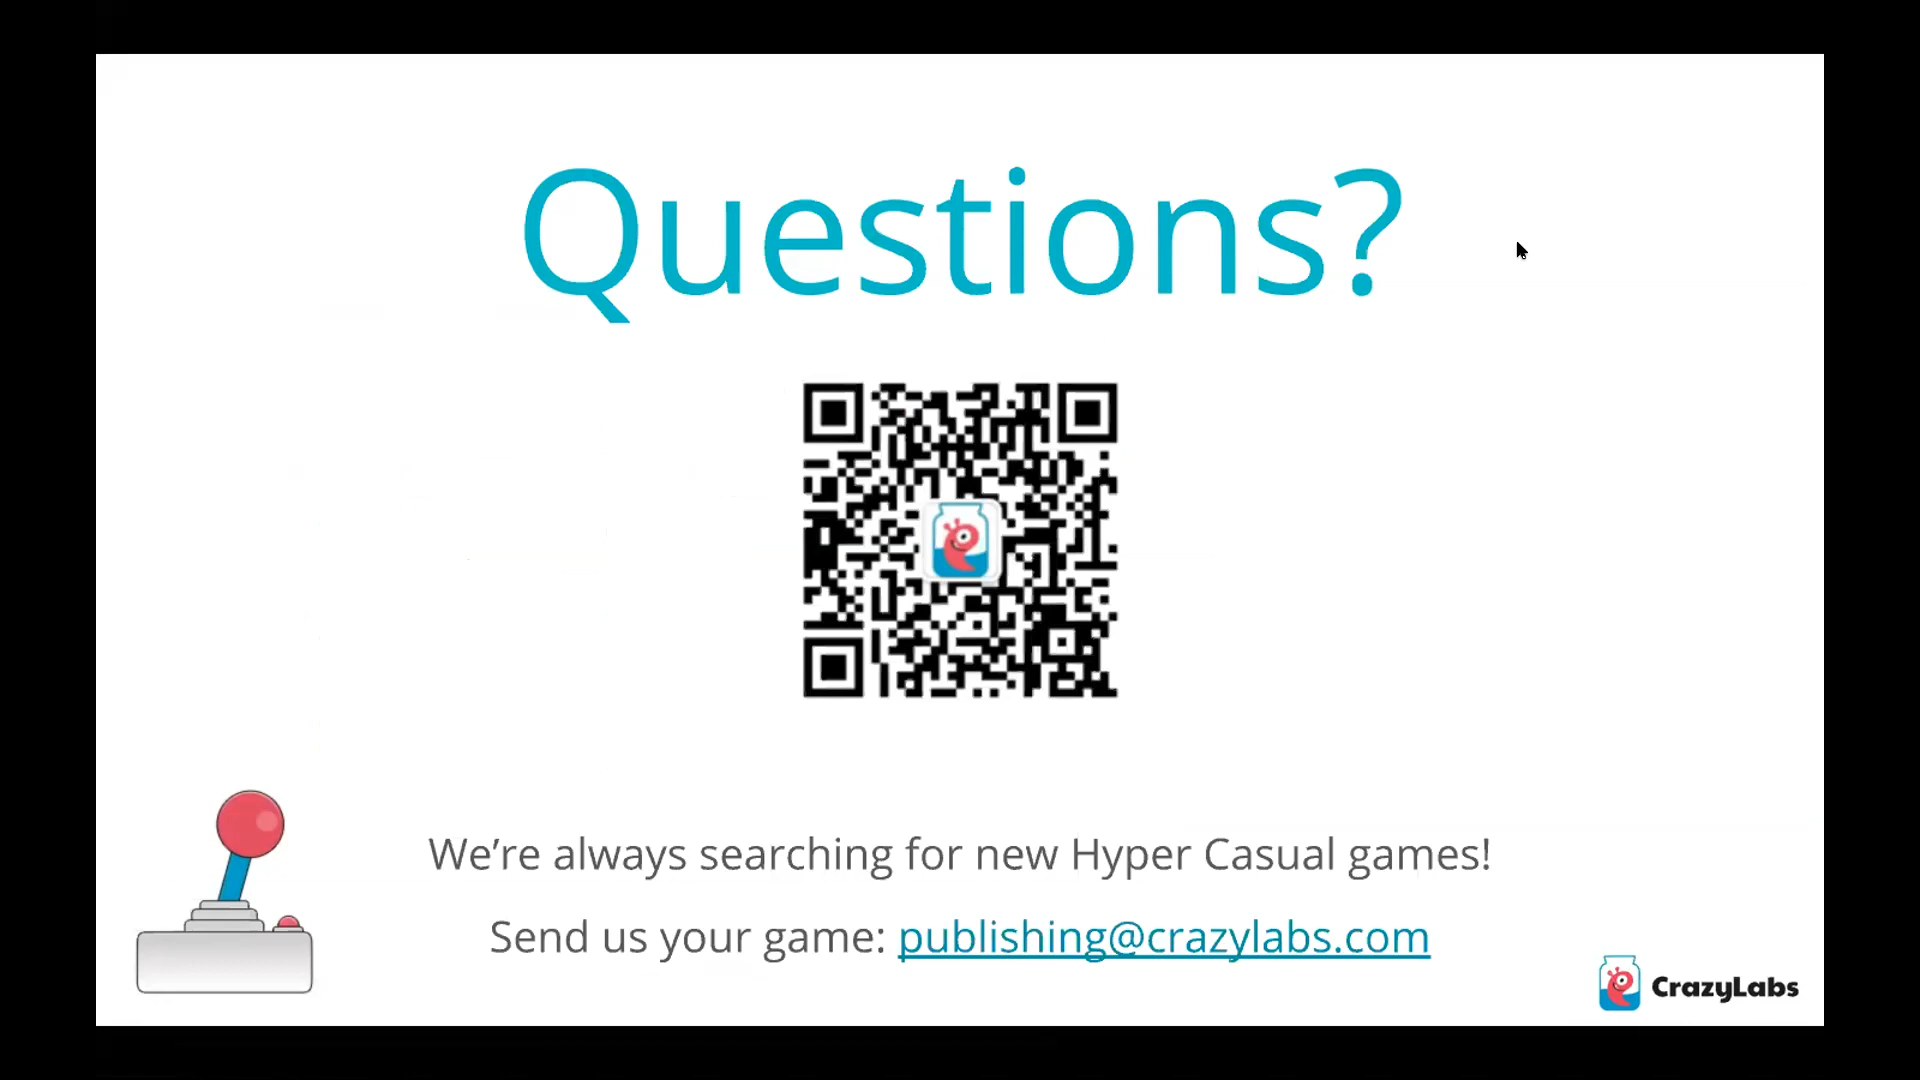 Questions?
We’re always searching for new Hyper Casual games!
Send us your game: publishing@crazylabs.com
CrazyLabs